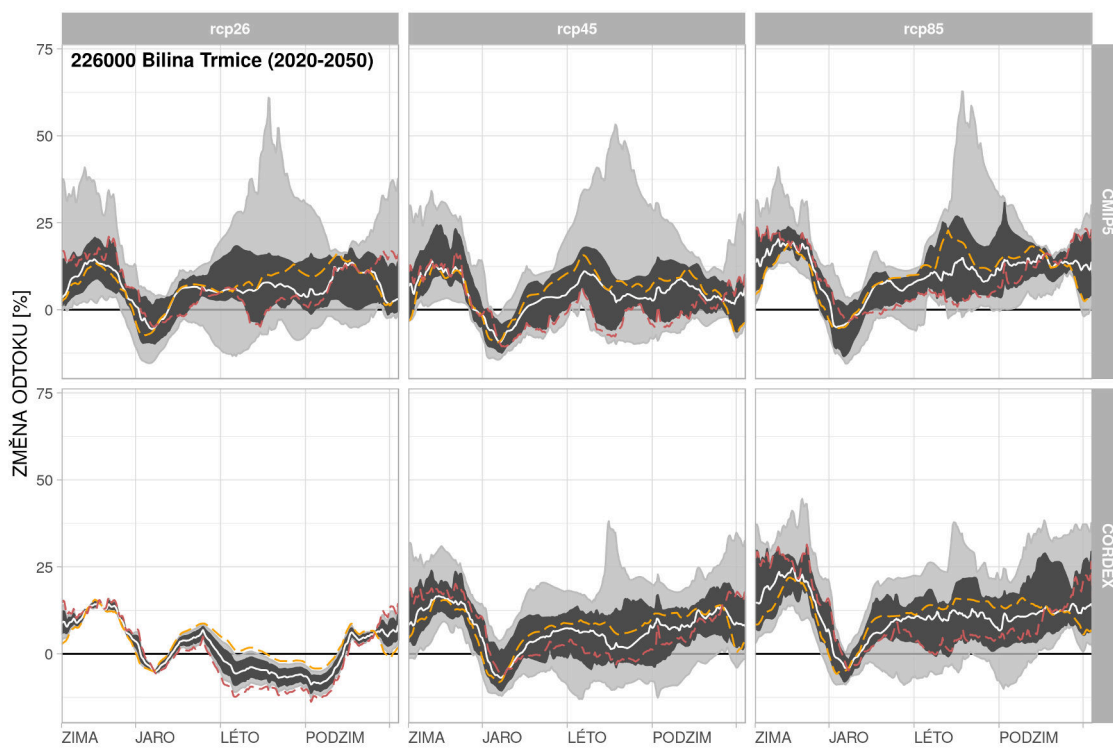 rcp26 rcp45 rcp85
226000 Bilina Trmice (2020-2050)
75
50
25
0
CMIP5
ZMĚNA ODTOKU [%]
75
50
25
0
CORDEX
ZIMA JARO LÉTO PODZIM ZIMA JARO LÉTO PODZIM ZIMA JARO LÉTO PODZIM